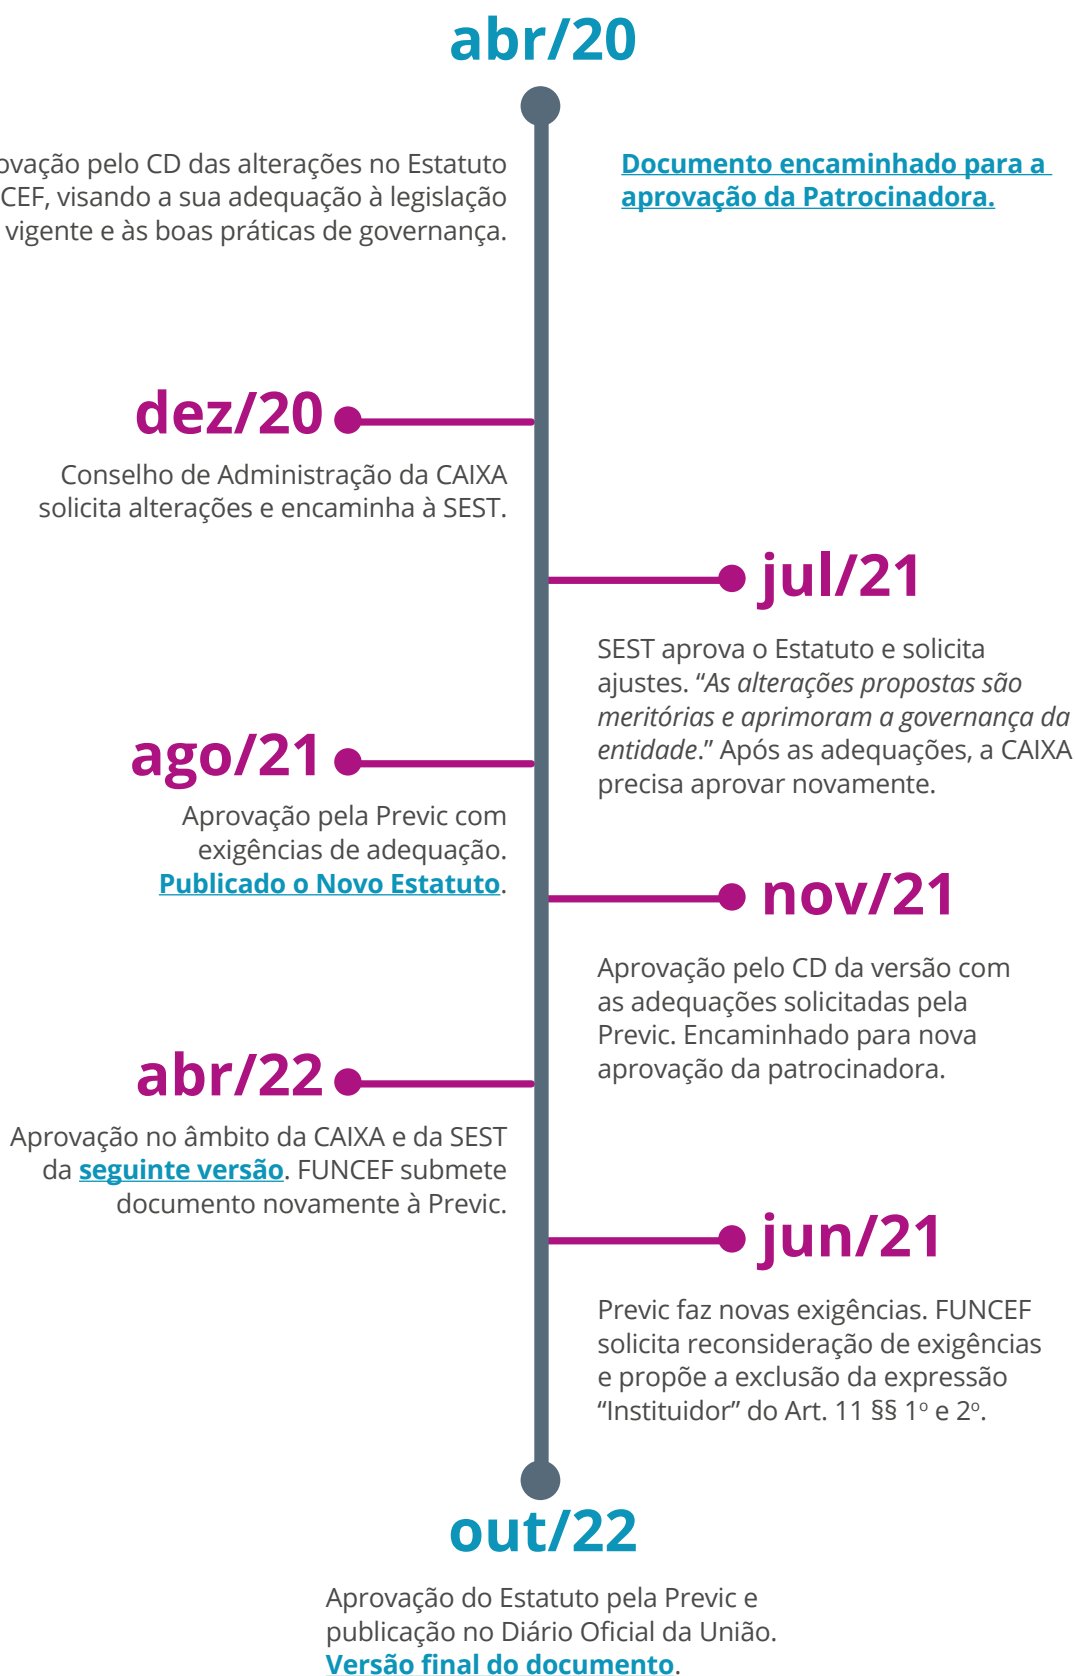 abr/20
pelo CD das alterações no Estatuto
visando a sua adequação à legislação
vigente e às boas práticas de governança.
Documento encaminhado para a
aprovação da Patrocinadora.
dez/20
Conselho de Administração da CAIXA
solicita alterações e encaminha à SEST.
jul/21
SEST aprova o Estatuto e solicita
ajustes. “As alterações propostas são
meritórias e aprimoram a governança da
entidade.” Após as adequações, a CAIXA
precisa aprovar novamente.
ago/21
Aprovação pela Previc com
exigências de adequação.
Publicado o Novo Estatuto.
nov/21
Aprovação pelo CD da versão com
as adequações solicitadas pela
Previc. Encaminhado para nova
aprovação da patrocinadora.
abr/22
Aprovação no âmbito da CAIXA e da SEST
da seguinte versão. FUNCEF submete
documento novamente à Previc.
jun/21
Previc faz novas exigências. FUNCEF
solicita reconsideração de exigências
e propõe a exclusão da expressão
“Instituidor” do Art. 11 §§ 1º e 2º.
out/22
Aprovação do Estatuto pela Previc e
publicação no Diário Oficial da União.
Versão final do documento.